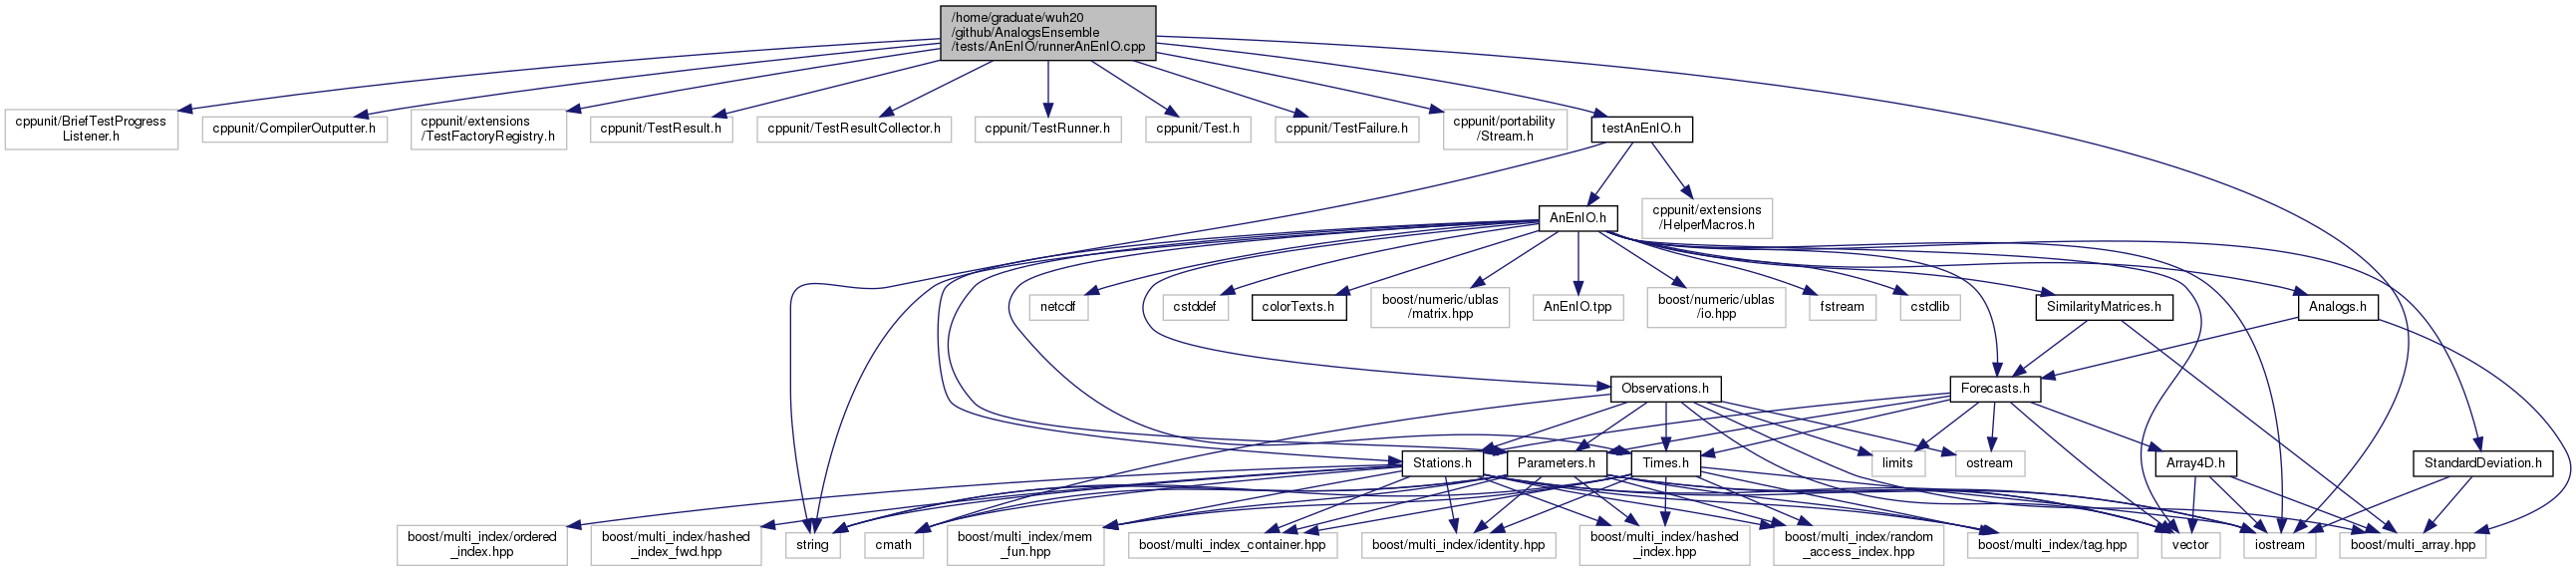 /home/graduate/wuh20
/github/AnalogsEnsemble
/tests/AnEnIO/runnerAnEnIO.cpp
cppunit/BriefTestProgress
Listener.h
cppunit/CompilerOutputter.h
cppunit/extensions
/TestFactoryRegistry.h
cppunit/TestResult.h
cppunit/TestResultCollector.h
cppunit/TestRunner.h
cppunit/Test.h
cppunit/TestFailure.h
cppunit/portability
/Stream.h
testAnEnIO.h
AnEnIO.h
cppunit/extensions
/HelperMacros.h
netcdf
cstddef
colorTexts.h
boost/numeric/ublas
/matrix.hpp
AnEnIO.tpp
boost/numeric/ublas
/io.hpp
fstream
cstdlib
SimilarityMatrices.h
Analogs.h
Observations.h
Forecasts.h
Stations.h
Parameters.h
Times.h
limits
ostream
Array4D.h
StandardDeviation.h
boost/multi_index/ordered
_index.hpp
boost/multi_index/hashed
_index_fwd.hpp
string
cmath
boost/multi_index/mem
_fun.hpp
boost/multi_index_container.hpp
boost/multi_index/identity.hpp
boost/multi_index/hashed
_index.hpp
boost/multi_index/random
_access_index.hpp
boost/multi_index/tag.hpp
vector
iostream
boost/multi_array.hpp